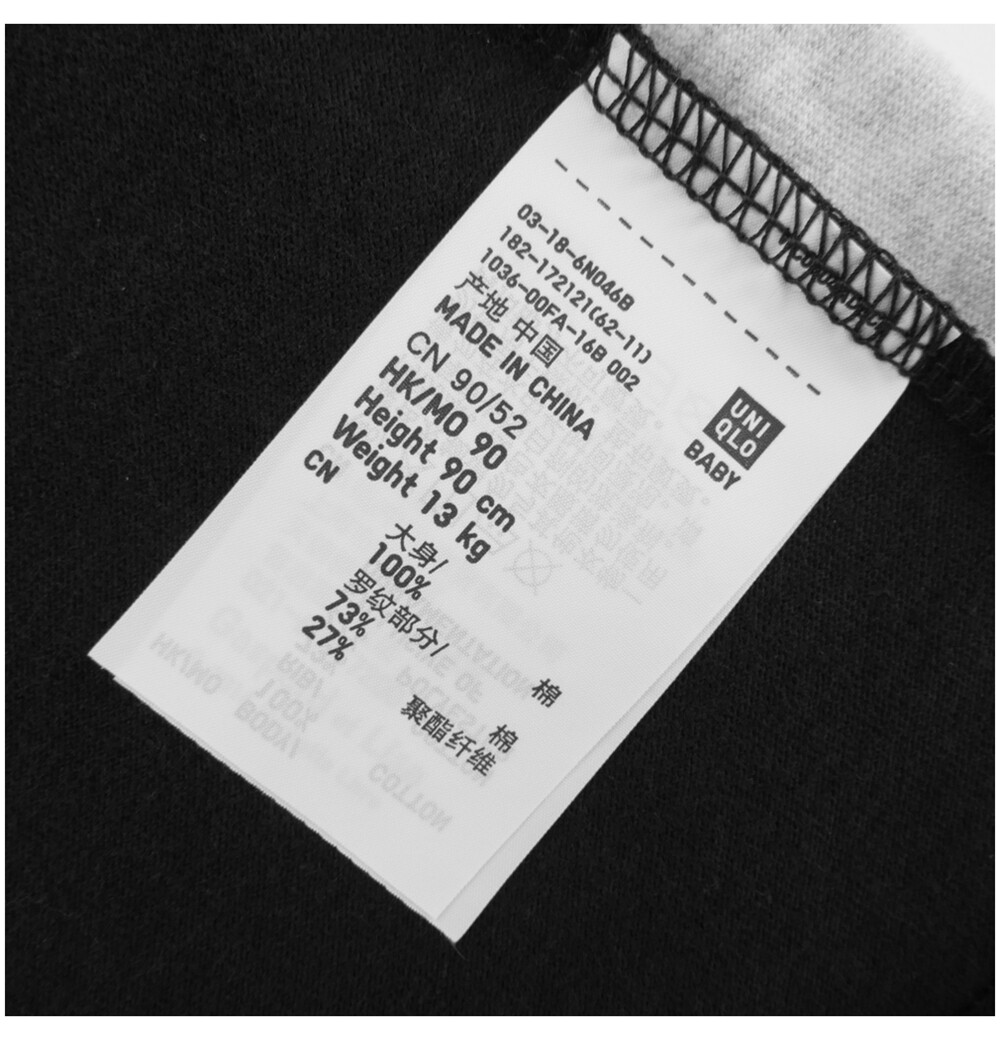 03-18-6N046B
182-172121(62-11)
1036-00FA-16B 002
产地 中国
MADE IN CHINA
UNI
QLO
BABY
CN 90/52
HK/MO 90
Height 90 cm
Weight 13 kg
CN
大身/
100% 棉
罗纹部分/
73% 棉
27% 聚酯纤维